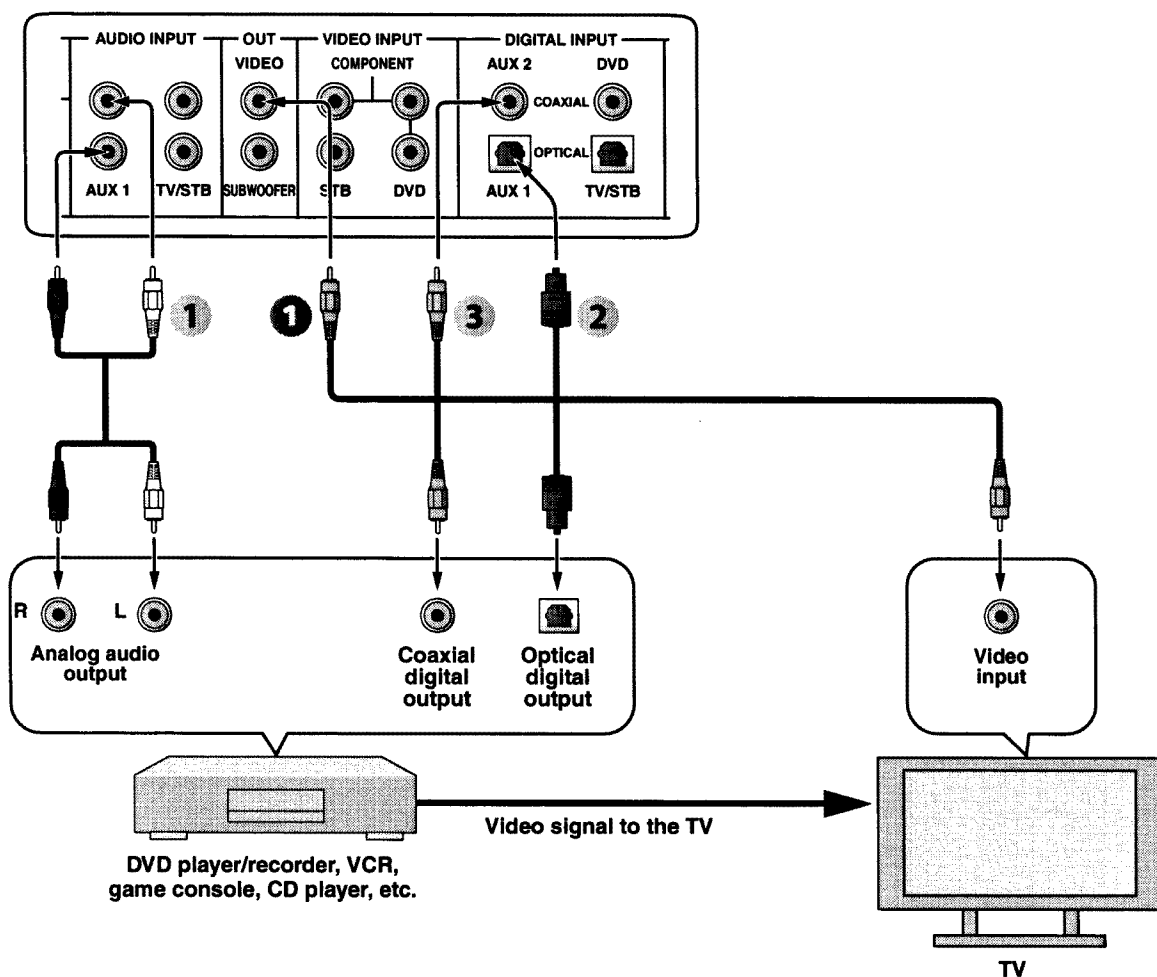 AUDIO INPUT OUT VIDEO INPUT DIGITAL INPUT
VIDEO COMPONENT AUX 2 DVD
COAXIAL
OPTICAL
AUX 1 TV/STB SUBWOOFER STB DVD AUX 1 TV/STB
1 1 3 2
R L
Analog audio
output
Coaxial
digital
output
Optical
digital
output
Video
input
Video signal to the TV
DVD player/recorder, VCR,
game console, CD player, etc.
TV